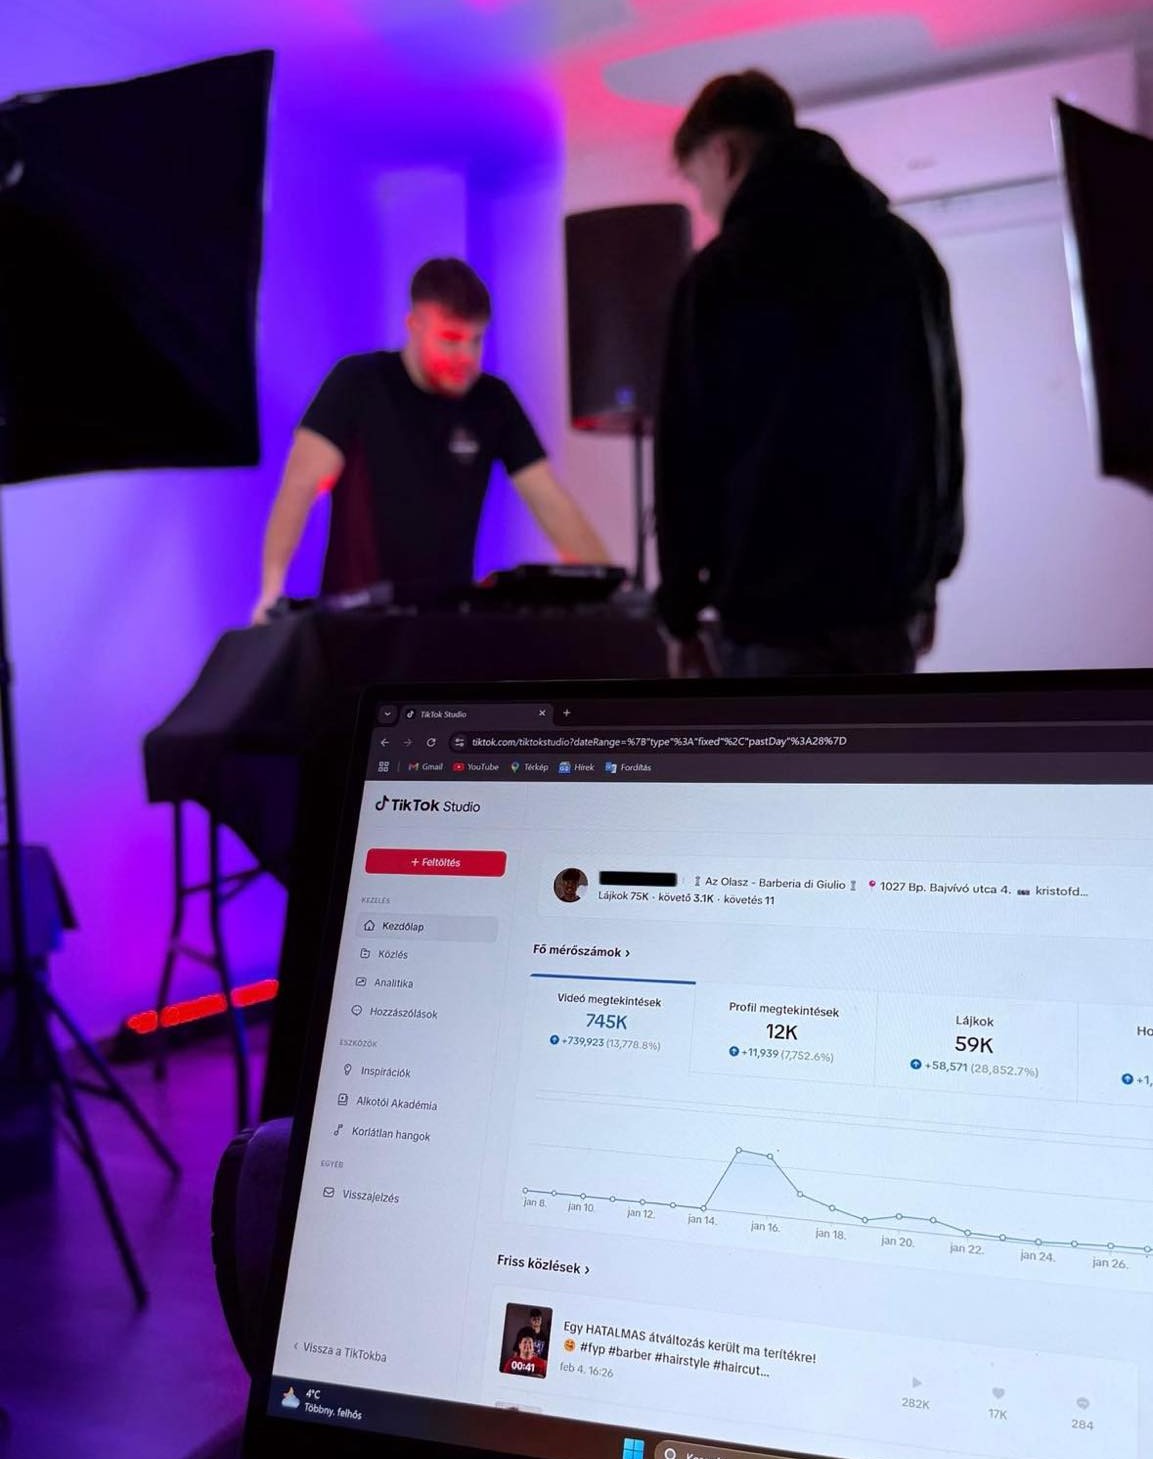 TikTok Studio
tiktok.com/tiktokstudio?dateRange=%7B"type"%3A"fixed"%2C"pastDay"%3A28%7D
Gmail YouTube Térkép Hírek Fordítás
TikTok Studio
+ Feltöltés
KEZELÉS
Kezdőlap
Közlés
Analitika
Hozzászólások
ESZKÖZÖK
Inspirációk
Alkotói Akadémia
Korlátlan hangok
EGYÉB
Visszajelzés
‹ Vissza a TikTokba
Az Olasz - Barberia di Giulio 1027 Bp. Bajvívó utca 4. kristofd...
Lájkok 75K · követő 3.1K · követés 11
Fő mérőszámok ›
Videó megtekintések
745K
+739,923 (13,778.8%)
Profil megtekintések
12K
+11,939 (7,752.6%)
Lájkok
59K
+58,571 (28,852.7%)
Ho
+1,
jan 8. jan 10. jan 12. jan 14. jan 16. jan 18. jan 20. jan 22. jan 24. jan 26.
Friss közlések ›
00:41
Egy HATALMAS átváltozás került ma terítékre!
#fyp #barber #hairstyle #haircut...
feb 4. 16:26
282K 17K 284
4°C
Többny. felhős